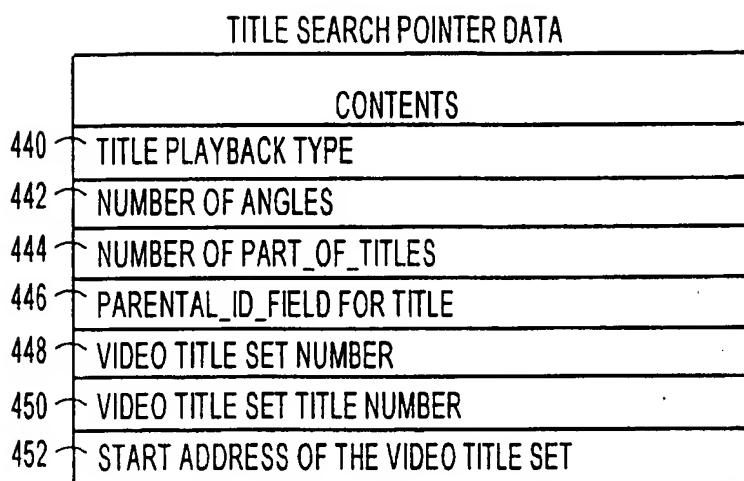 TITLE SEARCH POINTER DATA
CONTENTS
440 TITLE PLAYBACK TYPE
442 NUMBER OF ANGLES
444 NUMBER OF PART_OF_TITLES
446 PARENTAL_ID_FIELD FOR TITLE
448 VIDEO TITLE SET NUMBER
450 VIDEO TITLE SET TITLE NUMBER
452 START ADDRESS OF THE VIDEO TITLE SET